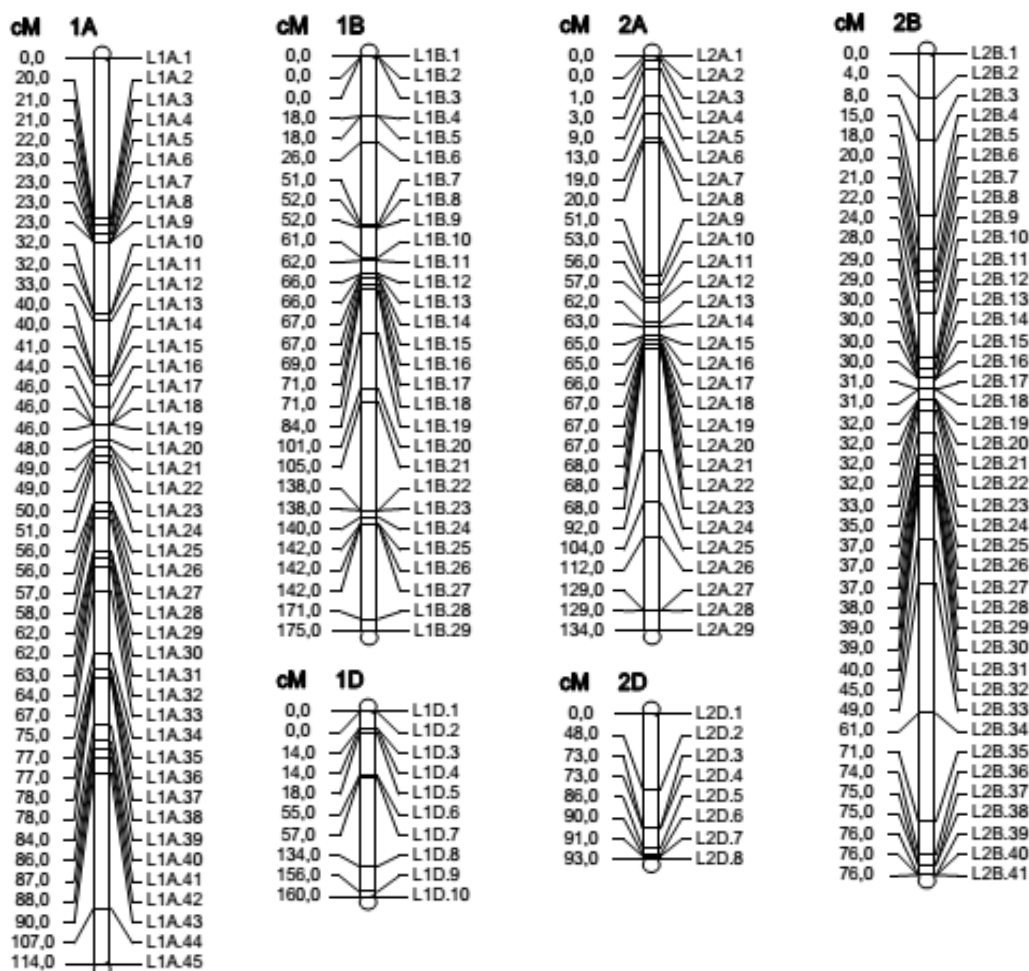 cM 1A
0,0 L1A.1
20,0 L1A.2
21,0 L1A.3
21,0 L1A.4
22,0 L1A.5
23,0 L1A.6
23,0 L1A.7
23,0 L1A.8
23,0 L1A.9
32,0 L1A.10
32,0 L1A.11
33,0 L1A.12
40,0 L1A.13
40,0 L1A.14
41,0 L1A.15
44,0 L1A.16
46,0 L1A.17
46,0 L1A.18
46,0 L1A.19
48,0 L1A.20
49,0 L1A.21
49,0 L1A.22
50,0 L1A.23
51,0 L1A.24
56,0 L1A.25
56,0 L1A.26
57,0 L1A.27
58,0 L1A.28
62,0 L1A.29
62,0 L1A.30
63,0 L1A.31
64,0 L1A.32
67,0 L1A.33
75,0 L1A.34
77,0 L1A.35
77,0 L1A.36
78,0 L1A.37
78,0 L1A.38
84,0 L1A.39
86,0 L1A.40
87,0 L1A.41
88,0 L1A.42
90,0 L1A.43
107,0 L1A.44
114,0 L1A.45
cM 1B
0,0 L1B.1
0,0 L1B.2
0,0 L1B.3
18,0 L1B.4
18,0 L1B.5
26,0 L1B.6
51,0 L1B.7
52,0 L1B.8
52,0 L1B.9
61,0 L1B.10
62,0 L1B.11
66,0 L1B.12
66,0 L1B.13
67,0 L1B.14
67,0 L1B.15
69,0 L1B.16
71,0 L1B.17
71,0 L1B.18
84,0 L1B.19
101,0 L1B.20
105,0 L1B.21
138,0 L1B.22
138,0 L1B.23
140,0 L1B.24
142,0 L1B.25
142,0 L1B.26
142,0 L1B.27
171,0 L1B.28
175,0 L1B.29
cM 1D
0,0 L1D.1
0,0 L1D.2
14,0 L1D.3
14,0 L1D.4
18,0 L1D.5
55,0 L1D.6
57,0 L1D.7
134,0 L1D.8
156,0 L1D.9
160,0 L1D.10
cM 2A
0,0 L2A.1
0,0 L2A.2
1,0 L2A.3
3,0 L2A.4
9,0 L2A.5
13,0 L2A.6
19,0 L2A.7
20,0 L2A.8
51,0 L2A.9
53,0 L2A.10
56,0 L2A.11
57,0 L2A.12
62,0 L2A.13
63,0 L2A.14
65,0 L2A.15
65,0 L2A.16
66,0 L2A.17
67,0 L2A.18
67,0 L2A.19
67,0 L2A.20
68,0 L2A.21
68,0 L2A.22
68,0 L2A.23
92,0 L2A.24
104,0 L2A.25
112,0 L2A.26
129,0 L2A.27
129,0 L2A.28
134,0 L2A.29
cM 2D
0,0 L2D.1
48,0 L2D.2
73,0 L2D.3
73,0 L2D.4
86,0 L2D.5
90,0 L2D.6
91,0 L2D.7
93,0 L2D.8
cM 2B
0,0 L2B.1
4,0 L2B.2
8,0 L2B.3
15,0 L2B.4
18,0 L2B.5
20,0 L2B.6
21,0 L2B.7
22,0 L2B.8
24,0 L2B.9
28,0 L2B.10
29,0 L2B.11
29,0 L2B.12
30,0 L2B.13
30,0 L2B.14
30,0 L2B.15
30,0 L2B.16
31,0 L2B.17
31,0 L2B.18
32,0 L2B.19
32,0 L2B.20
32,0 L2B.21
32,0 L2B.22
33,0 L2B.23
35,0 L2B.24
37,0 L2B.25
37,0 L2B.26
37,0 L2B.27
38,0 L2B.28
39,0 L2B.29
39,0 L2B.30
40,0 L2B.31
45,0 L2B.32
49,0 L2B.33
61,0 L2B.34
71,0 L2B.35
74,0 L2B.36
75,0 L2B.37
75,0 L2B.38
76,0 L2B.39
76,0 L2B.40
76,0 L2B.41